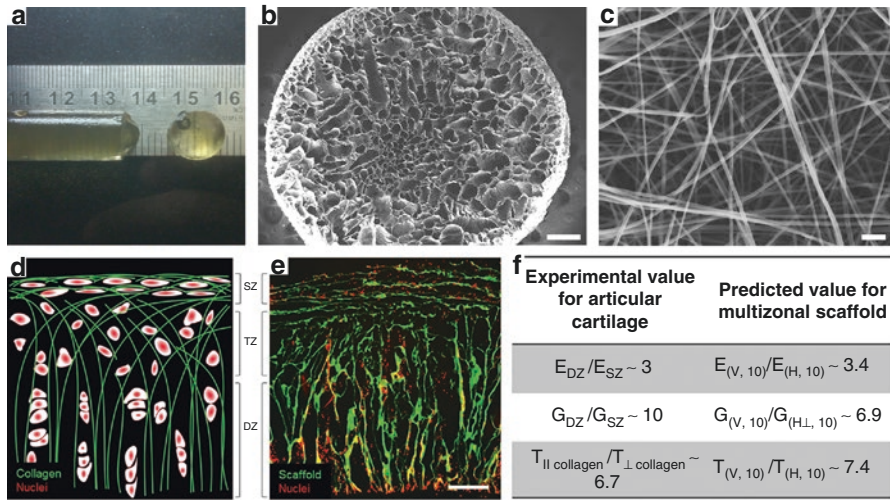 a
11 12 13 14 15 16
b
c
d
Collagen
Nuclei
SZ
TZ
DZ
e
Scaffold
Nuclei
f
Experimental value
for articular
cartilage
Predicted value for
multizonal scaffold
E_DZ/E_SZ ~ 3
E_(V, 10)/E_(H, 10) ~ 3.4
G_DZ/G_SZ ~ 10
G_(V, 10)/G_(H⊥, 10) ~ 6.9
T_II collagen/T_⊥ collagen ~
6.7
T_(V, 10)/T_(H, 10) ~ 7.4